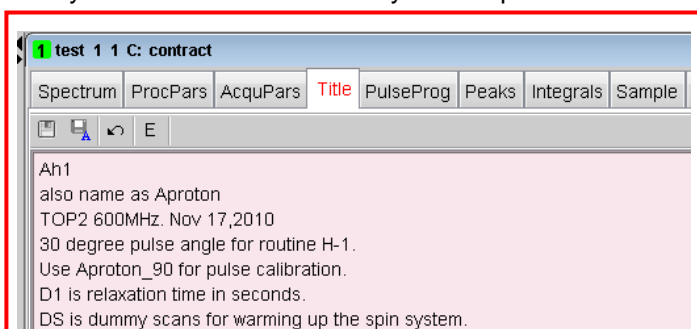 1 test 1 1 C: contract
Spectrum ProcPars AcquPars Title PulseProg Peaks Integrals Sample
E
Ah1
also name as Aproton
TOP2 600MHz. Nov 17,2010
30 degree pulse angle for routine H-1.
Use Aproton_90 for pulse calibration.
D1 is relaxation time in seconds.
DS is dummy scans for warming up the spin system.